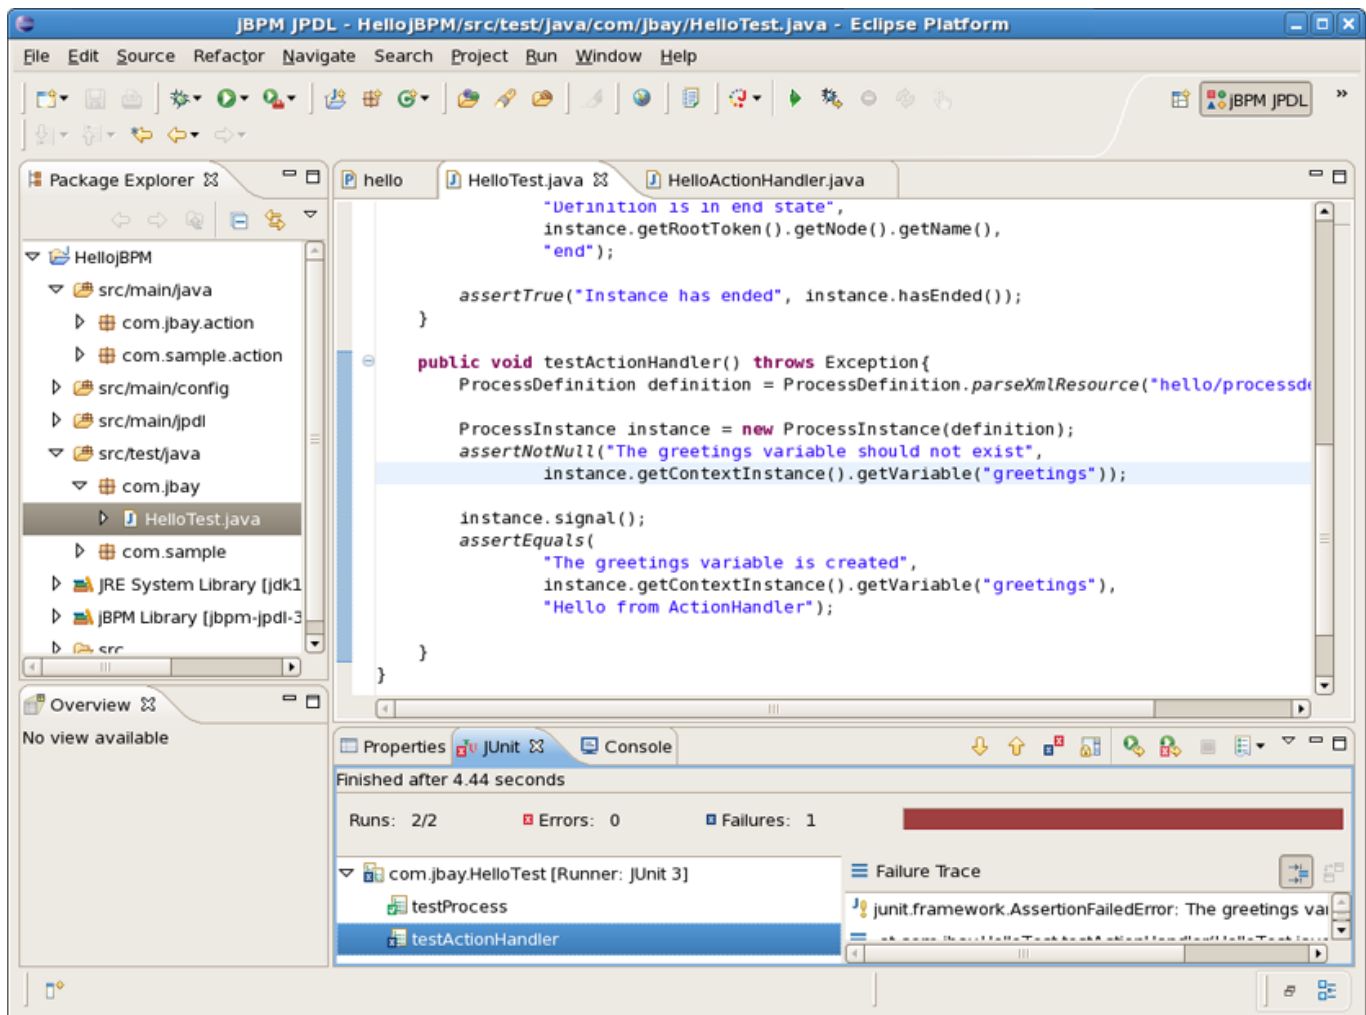 jBPM JPDL - HellojBPM/src/test/java/com/jbay/HelloTest.java - Eclipse Platform
File Edit Source Refactor Navigate Search Project Run Window Help
jBPM JPDL »
Package Explorer
hello HelloTest.java HelloActionHandler.java
HellojBPM
src/main/java
com.jbay.action
com.sample.action
src/main/config
src/main/jpdl
src/test/java
com.jbay
HelloTest.java
com.sample
JRE System Library [jdk1
jBPM Library [jbpm-jpdl-3
src
"Definition is in end state",
instance.getRootToken().getNode().getName(),
"end");
assertTrue("Instance has ended", instance.hasEnded());
}
public void testActionHandler() throws Exception{
ProcessDefinition definition = ProcessDefinition.parseXmlResource("hello/processde
ProcessInstance instance = new ProcessInstance(definition);
assertNotNull("The greetings variable should not exist",
instance.getContextInstance().getVariable("greetings"));
instance.signal();
assertEquals(
"The greetings variable is created",
instance.getContextInstance().getVariable("greetings"),
"Hello from ActionHandler");
}
}
Overview
No view available
Properties JUnit Console
Finished after 4.44 seconds
Runs: 2/2 Errors: 0 Failures: 1
com.jbay.HelloTest [Runner: JUnit 3]
testProcess
testActionHandler
Failure Trace
junit.framework.AssertionFailedError: The greetings var